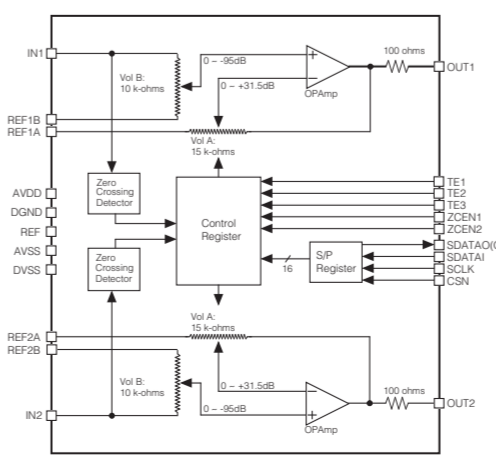 IN1
Vol B:
10 k-ohms
0 – -95dB
0 – +31.5dB
+
–
OPAmp
100 ohms
OUT1
REF1B
REF1A
Vol A:
15 k-ohms
AVDD
DGND
REF
AVSS
DVSS
Zero
Crossing
Detector
Zero
Crossing
Detector
Control
Register
16
S/P
Register
TE1
TE2
TE3
ZCEN1
ZCEN2
SDATAO(
SDATAI
SCLK
CSN
REF2A
REF2B
Vol A:
15 k-ohms
Vol B:
10 k-ohms
0 – +31.5dB
0 – -95dB
–
+
OPAmp
100 ohms
OUT2
IN2